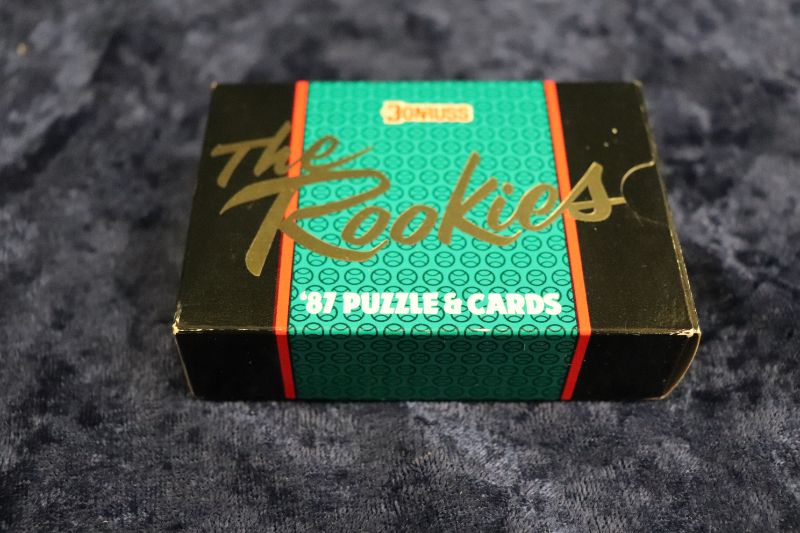 DONRUSS
The
Rookies
'87 PUZZLE & CARDS